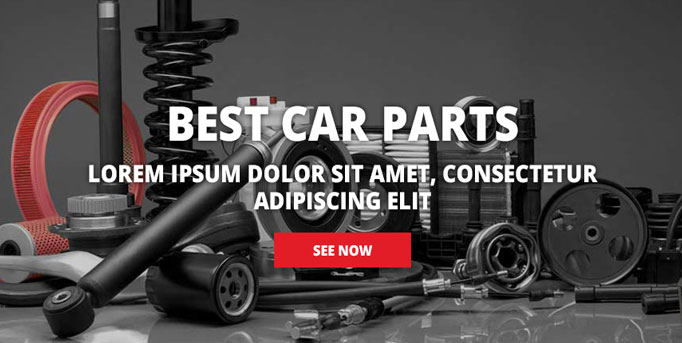 BEST CAR PARTS
LOREM IPSUM DOLOR SIT AMET, CONSECTETUR
ADIPISCING ELIT
SEE NOW